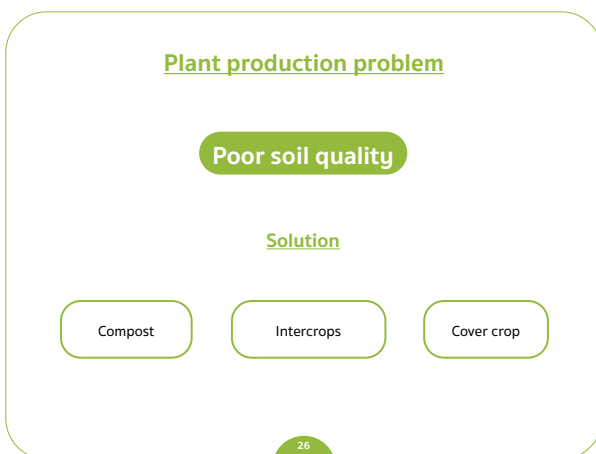 Plant production problem
Poor soil quality
Solution
Compost Intercrops Cover crop
26